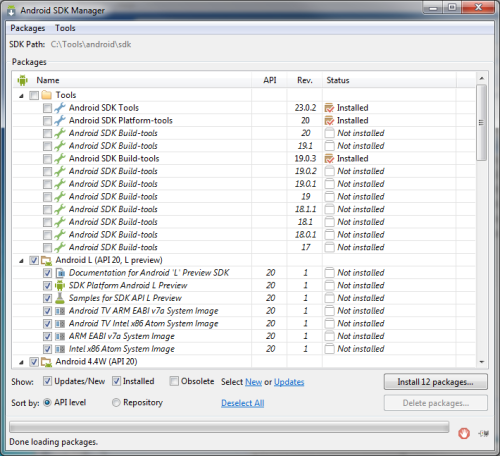 Android SDK Manager
Packages Tools
SDK Path: C:\Tools\android\sdk
Packages
Name API Rev. Status
Tools
Android SDK Tools 23.0.2 Installed
Android SDK Platform-tools 20 Installed
Android SDK Build-tools 20 Not installed
Android SDK Build-tools 19.1 Not installed
Android SDK Build-tools 19.0.3 Installed
Android SDK Build-tools 19.0.2 Not installed
Android SDK Build-tools 19.0.1 Not installed
Android SDK Build-tools 19 Not installed
Android SDK Build-tools 18.1.1 Not installed
Android SDK Build-tools 18.1 Not installed
Android SDK Build-tools 18.0.1 Not installed
Android SDK Build-tools 17 Not installed
Android L (API 20, L preview)
Documentation for Android 'L' Preview SDK 20 1 Not installed
SDK Platform Android L Preview 20 1 Not installed
Samples for SDK API L Preview 20 1 Not installed
Android TV ARM EABI v7a System Image 20 1 Not installed
Android TV Intel x86 Atom System Image 20 1 Not installed
ARM EABI v7a System Image 20 1 Not installed
Intel x86 Atom System Image 20 1 Not installed
Android 4.4W (API 20)
Show: Updates/New Installed Obsolete Select New or Updates Install 12 packages...
Sort by: API level Repository Deselect All Delete packages...
Done loading packages.